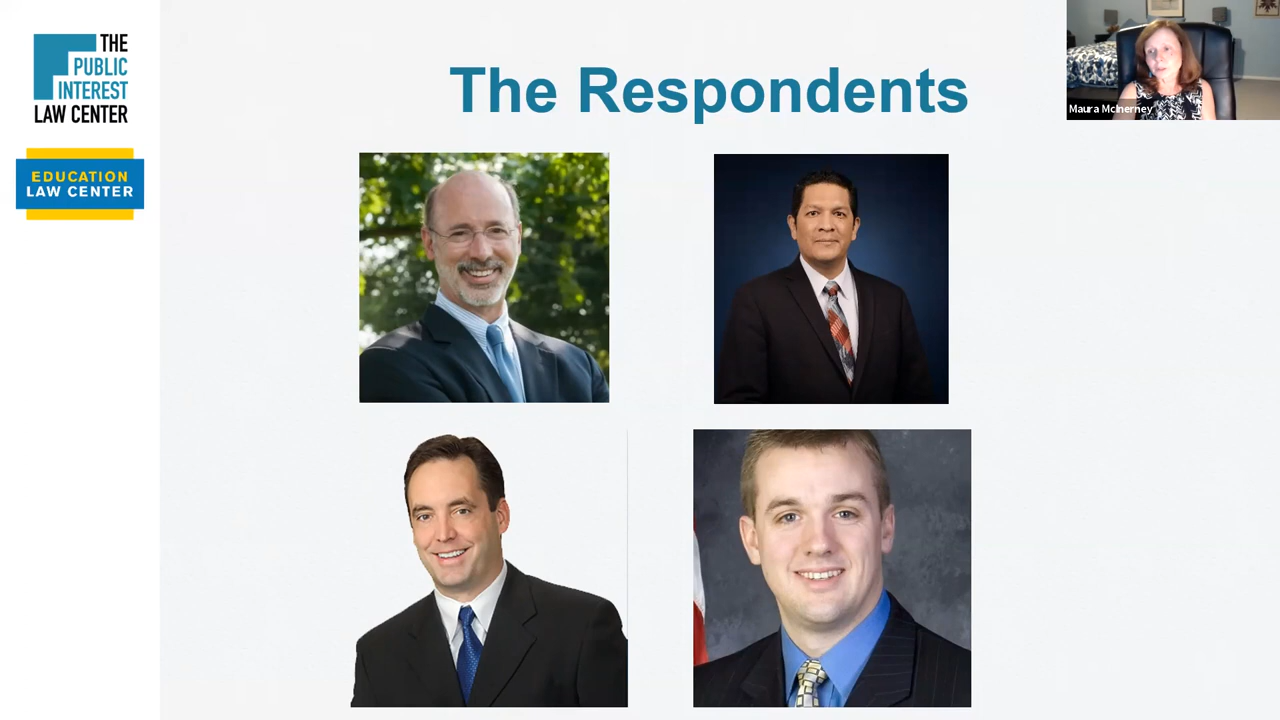 THE
PUBLIC
INTEREST
LAW CENTER
EDUCATION
LAW CENTER
The Respondents
Maura McInerney